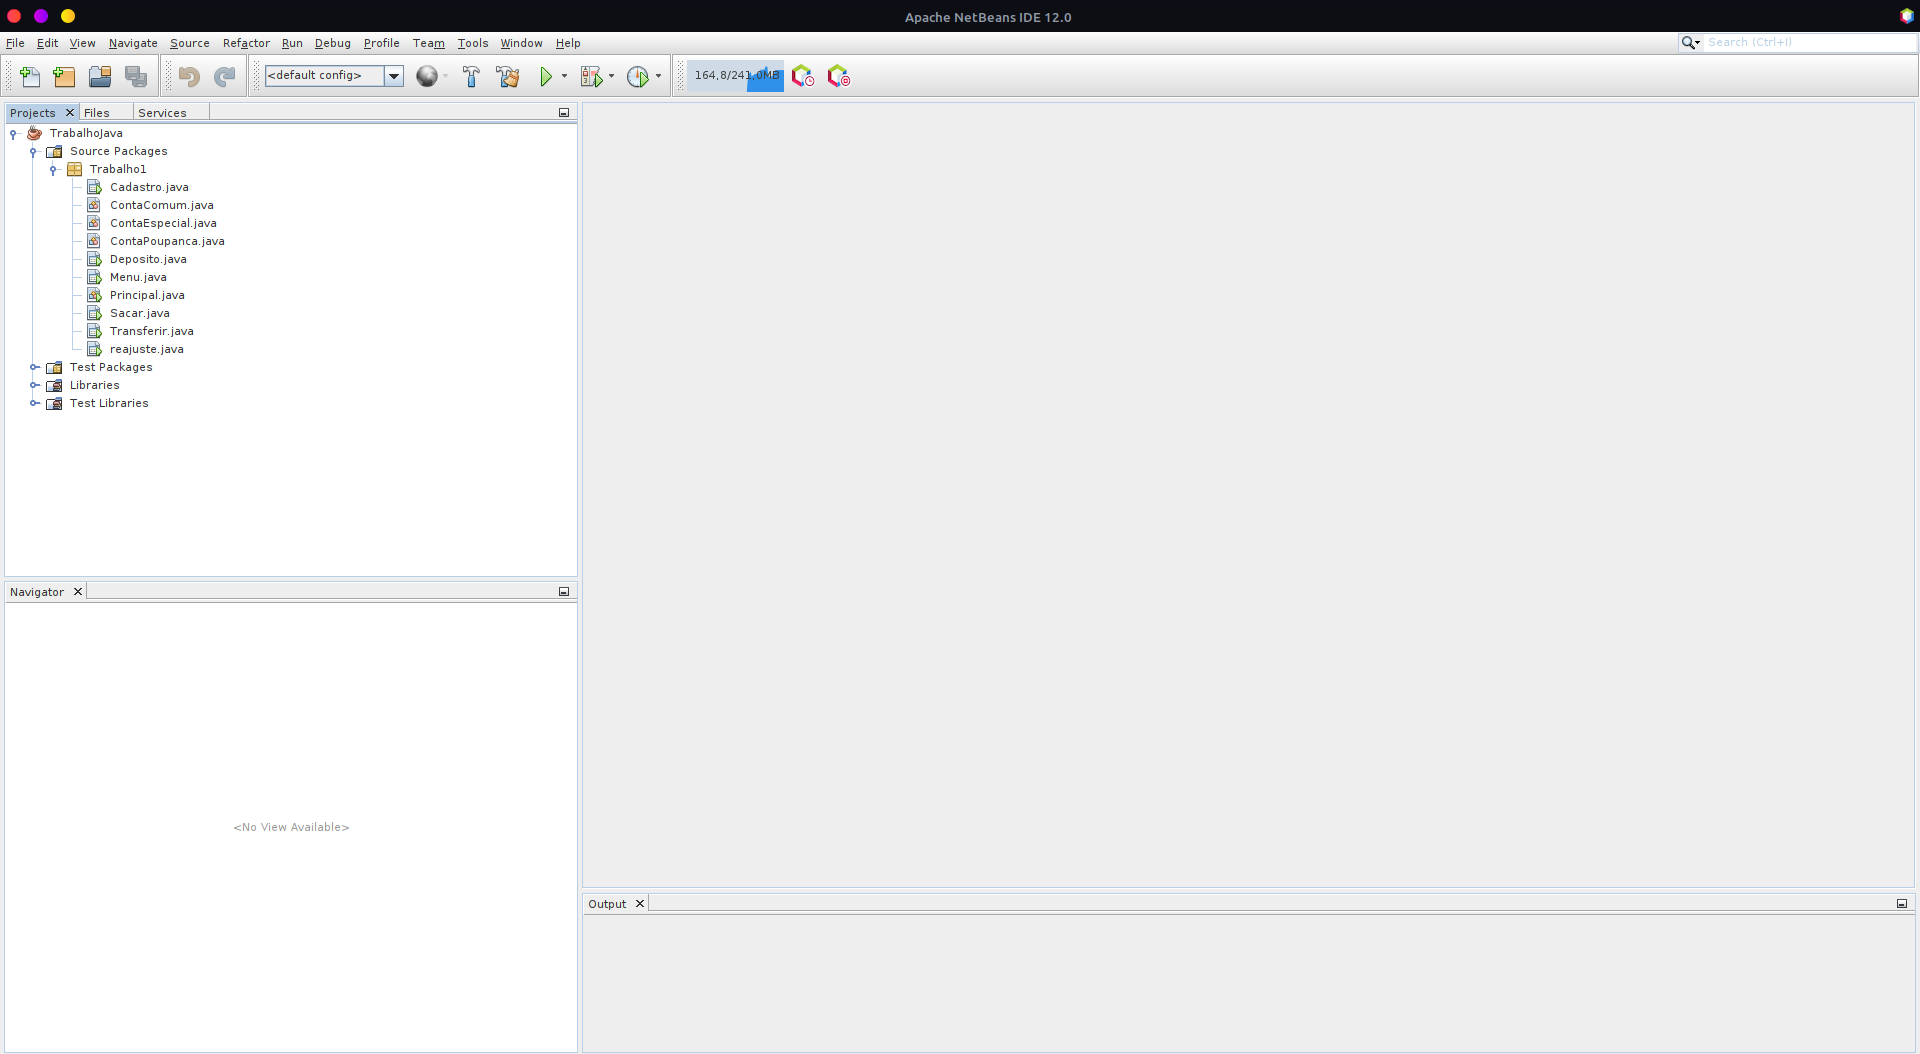 Apache NetBeans IDE 12.0
File Edit View Navigate Source Refactor Run Debug Profile Team Tools Window Help
Search (Ctrl+I)
<default config>
164,8/241,0MB
Projects Files Services
TrabalhoJava
Source Packages
Trabalho1
Cadastro.java
ContaComum.java
ContaEspecial.java
ContaPoupanca.java
Deposito.java
Menu.java
Principal.java
Sacar.java
Transferir.java
reajuste.java
Test Packages
Libraries
Test Libraries
Navigator
<No View Available>
Output